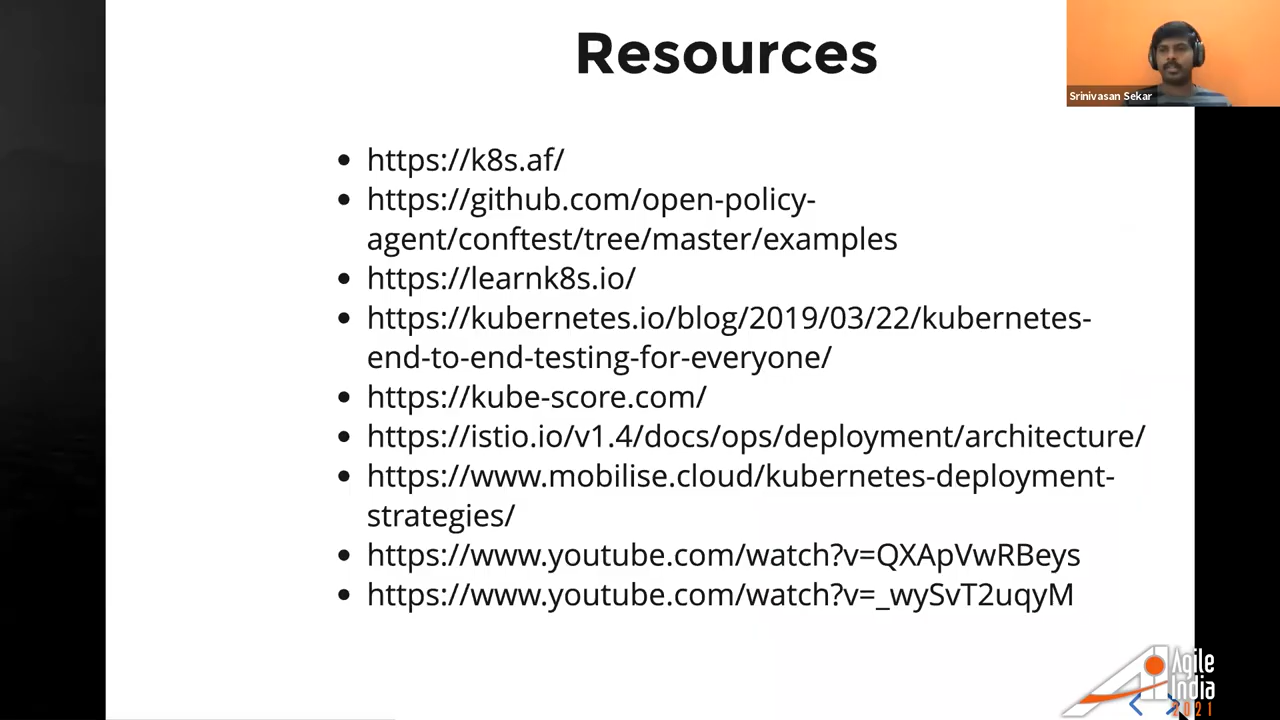 Resources
Srinivasan Sekar
https://k8s.af/
https://github.com/open-policy-
agent/conftest/tree/master/examples
https://learnk8s.io/
https://kubernetes.io/blog/2019/03/22/kubernetes-
end-to-end-testing-for-everyone/
https://kube-score.com/
https://istio.io/v1.4/docs/ops/deployment/architecture/
https://www.mobilise.cloud/kubernetes-deployment-
strategies/
https://www.youtube.com/watch?v=QXApVwRBeys
https://www.youtube.com/watch?v=_wySvT2uqyM
Agile
India
2021